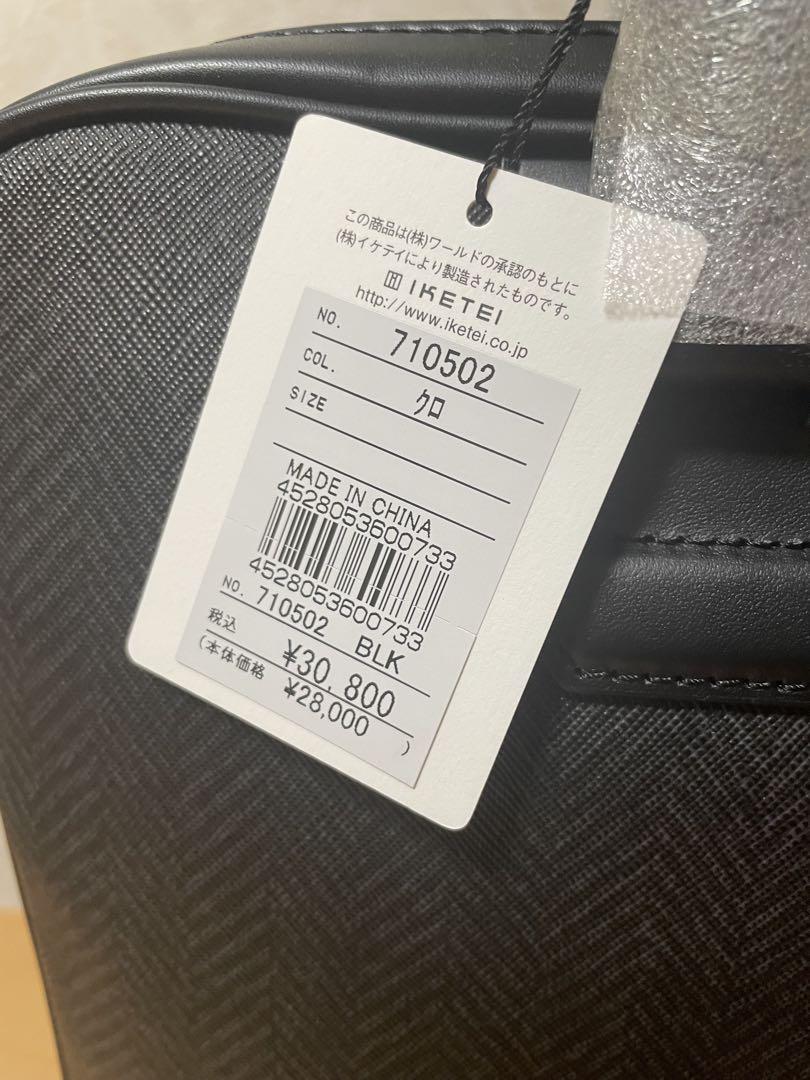 この商品は(株)ワールドの承認のもとに
(株)イケテイにより製造されたものです。
IKETEI
http://www.iketei.co.jp
NO. 710502
COL. クロ
SIZE
MADE IN CHINA
4528053600733
4528053600733
NO. 710502 BLK
税込 ¥30,800
(本体価格 ¥28,000 )